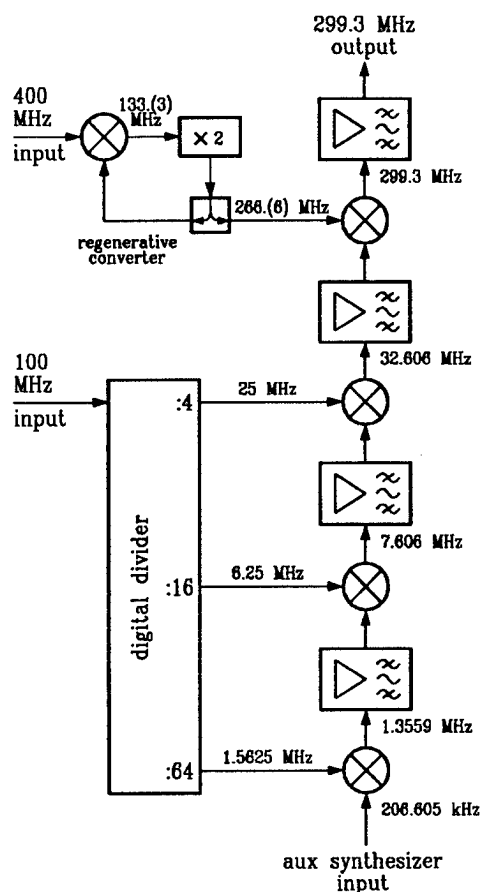 299.3 MHz
output
400
MHz
input
133.(3)
MHz
× 2
299.3 MHz
266.(6) MHz
regenerative
converter
32.606 MHz
100
MHz
input
:4
25 MHz
7.606 MHz
digital divider
:16
6.25 MHz
1.3559 MHz
:64
1.5625 MHz
206.605 kHz
aux synthesizer
input